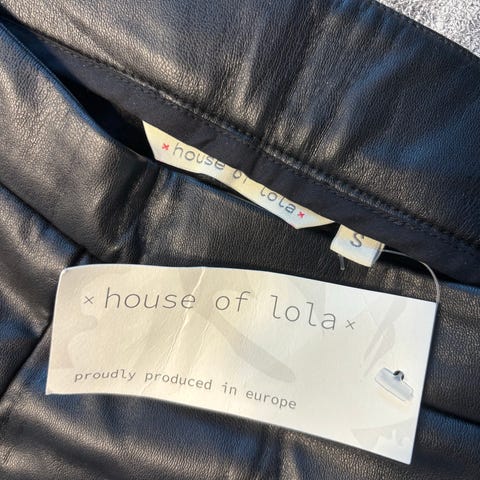 × house of lola ×
S
× house of lola ×
proudly produced in europe